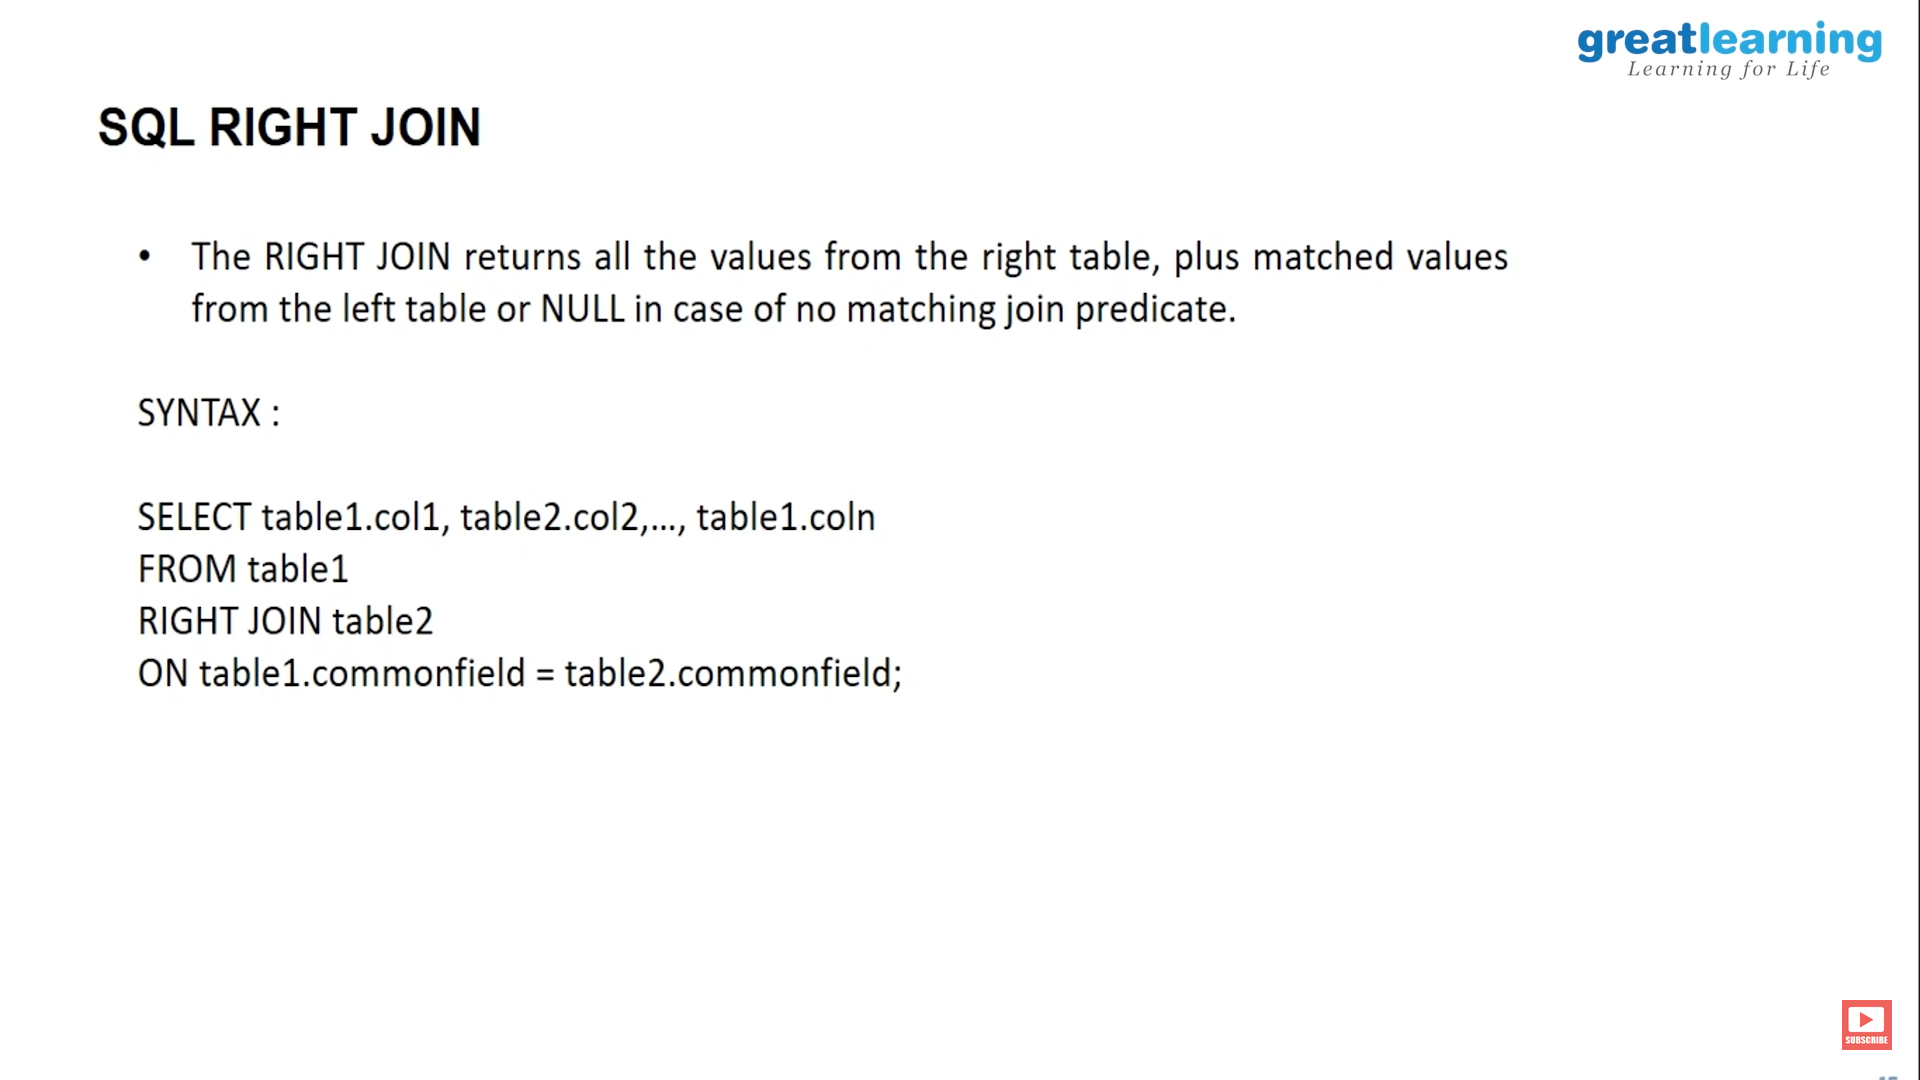 greatlearning
Learning for Life
SQL RIGHT JOIN
• The RIGHT JOIN returns all the values from the right table, plus matched values
from the left table or NULL in case of no matching join predicate.
SYNTAX :
SELECT table1.col1, table2.col2,..., table1.coln
FROM table1
RIGHT JOIN table2
ON table1.commonfield = table2.commonfield;
SUBSCRIBE